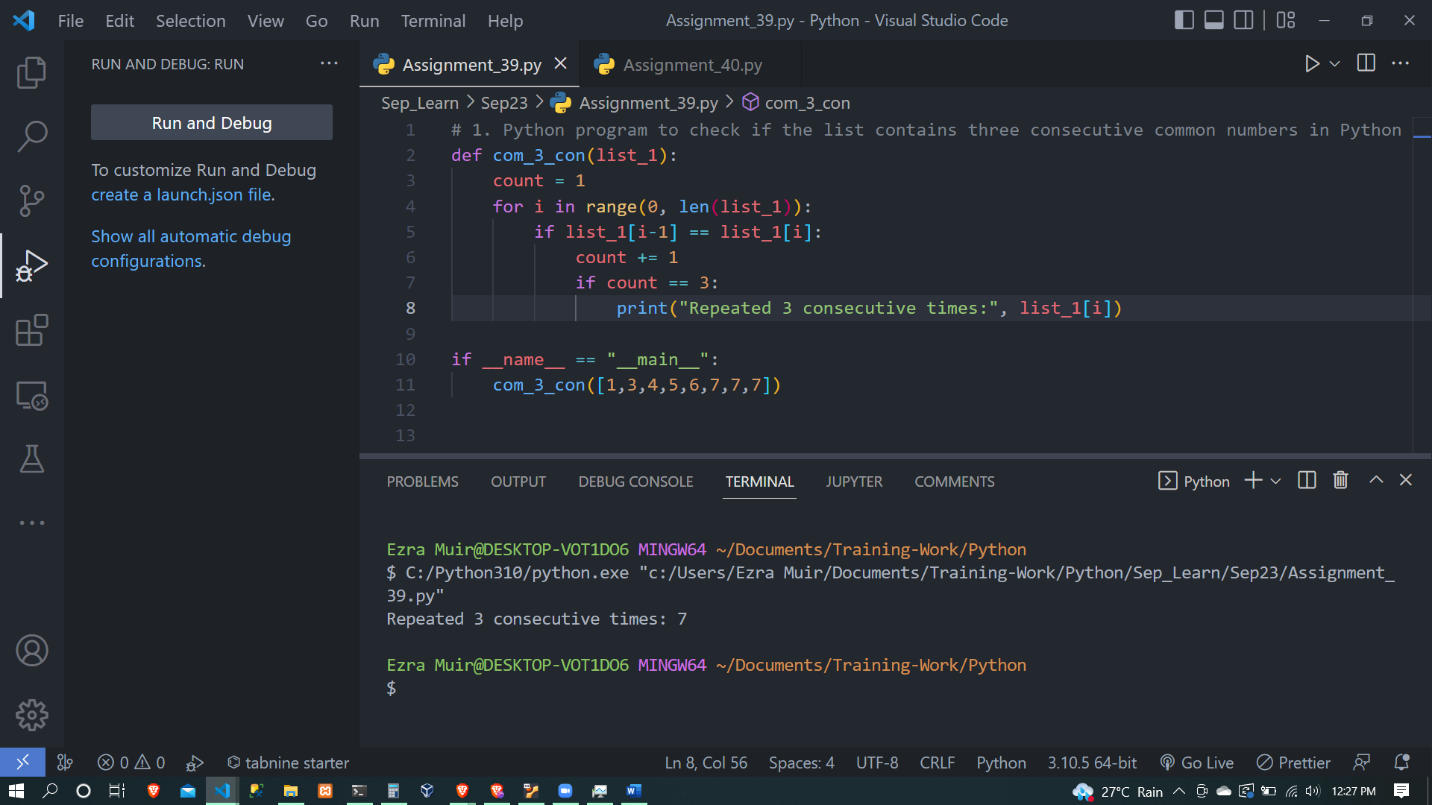 File Edit Selection View Go Run Terminal Help
Assignment_39.py - Python - Visual Studio Code
RUN AND DEBUG: RUN
Run and Debug
To customize Run and Debug
create a launch.json file.
Show all automatic debug
configurations.
Assignment_39.py
Assignment_40.py
Sep_Learn > Sep23 > Assignment_39.py > com_3_con
1 # 1. Python program to check if the list contains three consecutive common numbers in Python
2 def com_3_con(list_1):
3     count = 1
4     for i in range(0, len(list_1)):
5         if list_1[i-1] == list_1[i]:
6             count += 1
7             if count == 3:
8                 print("Repeated 3 consecutive times:", list_1[i])
9
10 if __name__ == "__main__":
11     com_3_con([1,3,4,5,6,7,7,7])
12
13
PROBLEMS OUTPUT DEBUG CONSOLE TERMINAL JUPYTER COMMENTS
Python
Ezra Muir@DESKTOP-VOT1DO6 MINGW64 ~/Documents/Training-Work/Python
$ C:/Python310/python.exe "c:/Users/Ezra Muir/Documents/Training-Work/Python/Sep_Learn/Sep23/Assignment_
39.py"
Repeated 3 consecutive times: 7
Ezra Muir@DESKTOP-VOT1DO6 MINGW64 ~/Documents/Training-Work/Python
$
0 0 tabnine starter Ln 8, Col 56 Spaces: 4 UTF-8 CRLF Python 3.10.5 64-bit Go Live Prettier
27°C Rain 12:27 PM